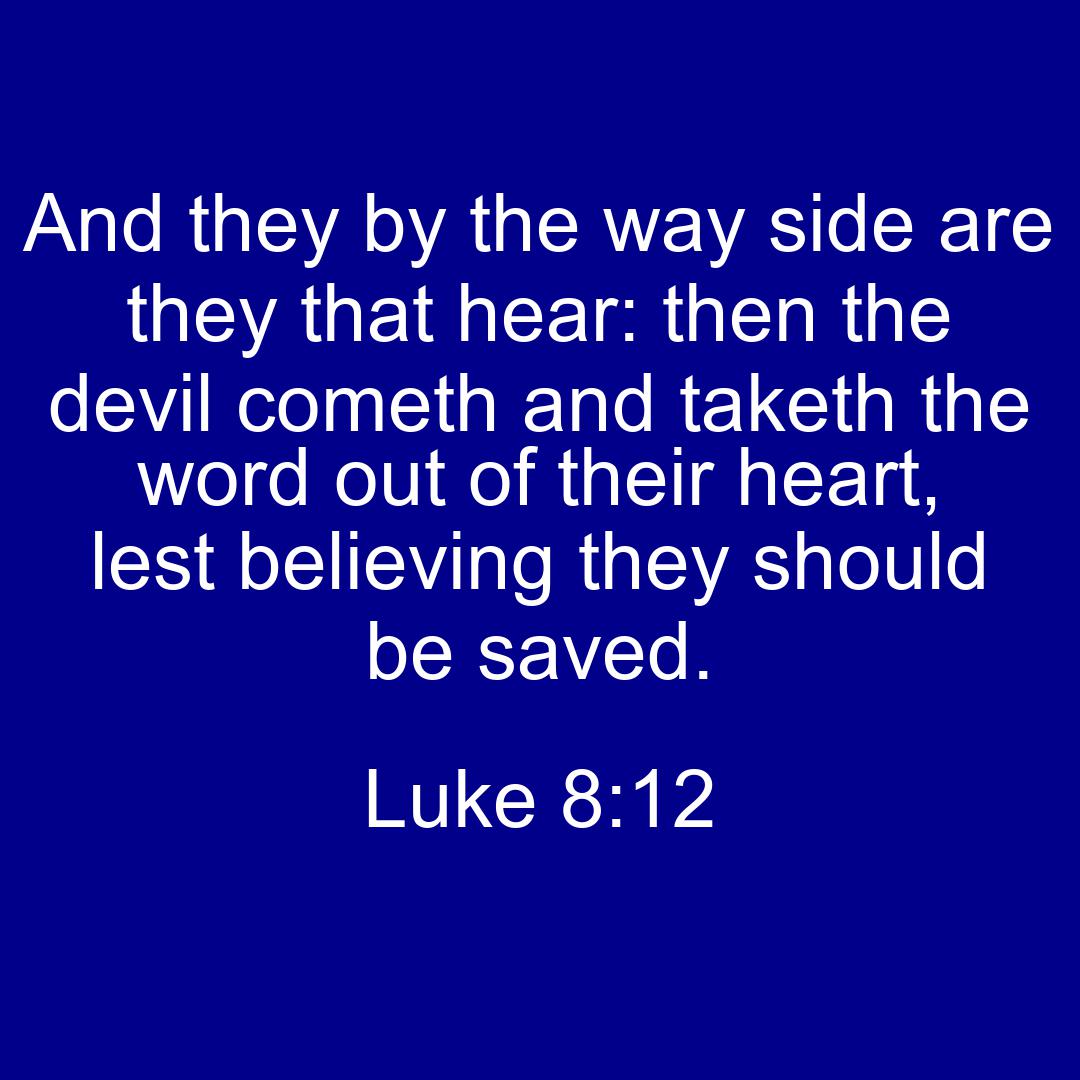 And they by the way side are
they that hear: then the
devil cometh and taketh the
word out of their heart,
lest believing they should
be saved.
Luke 8:12